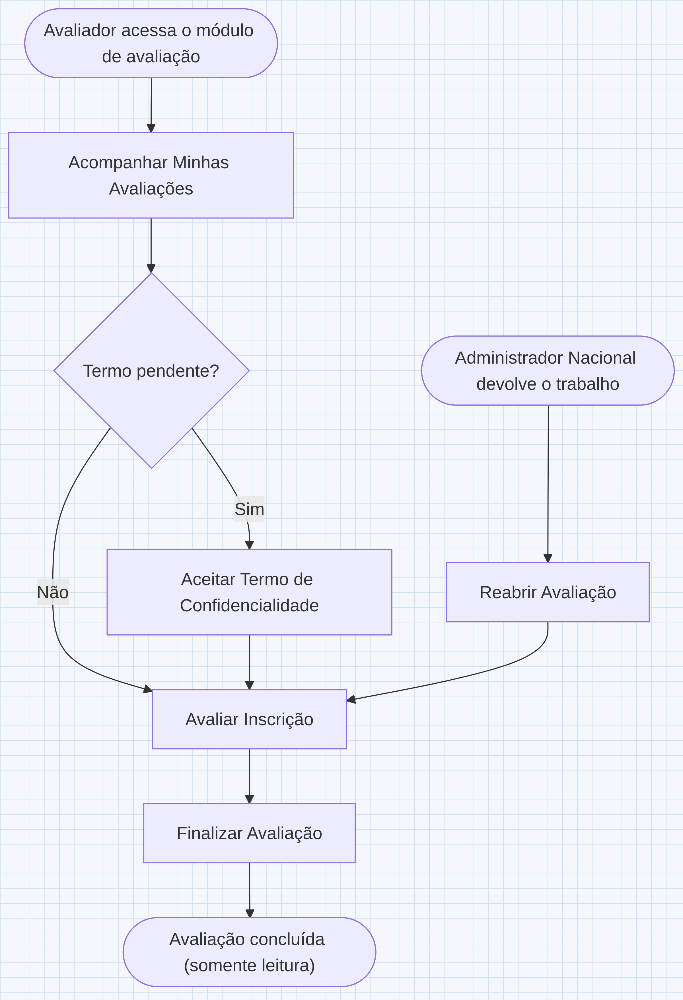 Avaliador acessa o módulo
de avaliação
Acompanhar Minhas
Avaliações
Termo pendente?
Administrador Nacional
devolve o trabalho
Sim
Não
Aceitar Termo de
Confidencialidade
Reabrir Avaliação
Avaliar Inscrição
Finalizar Avaliação
Avaliação concluída
(somente leitura)